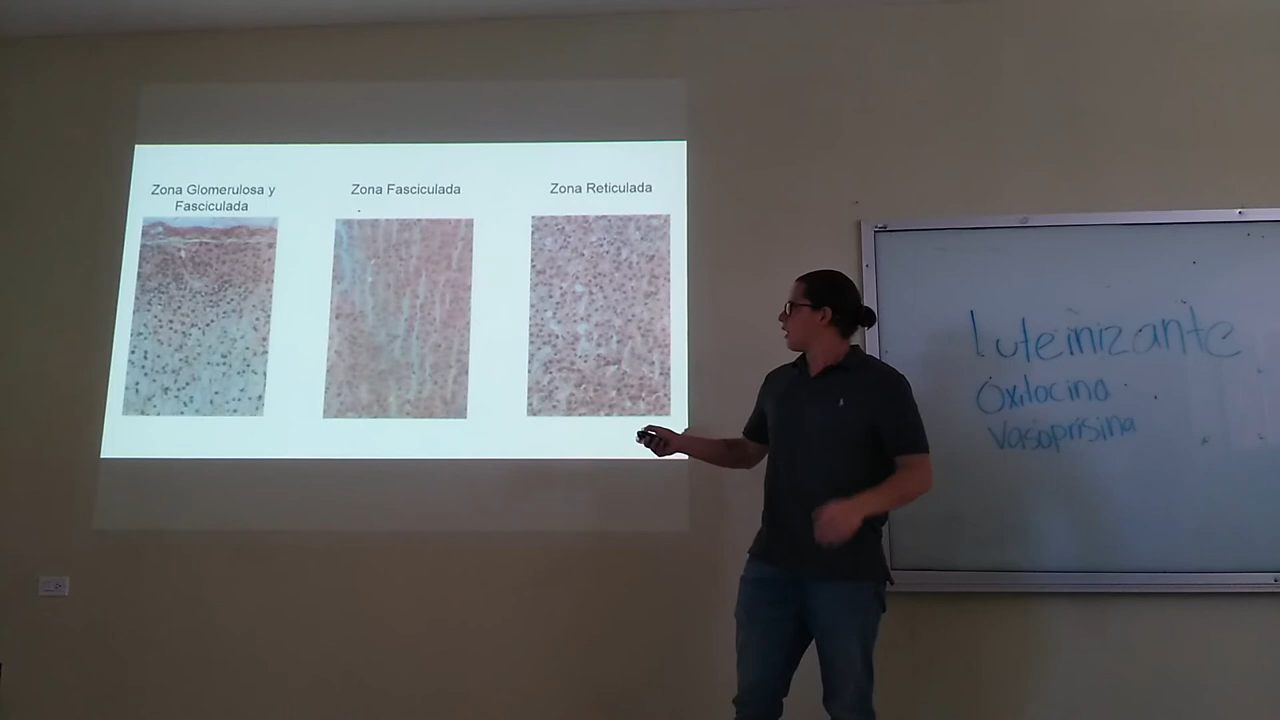 Zona Glomerulosa y
Fasciculada
Zona Fasciculada
Zona Reticulada
Luteinizante
Oxilocina
Vasoprisina